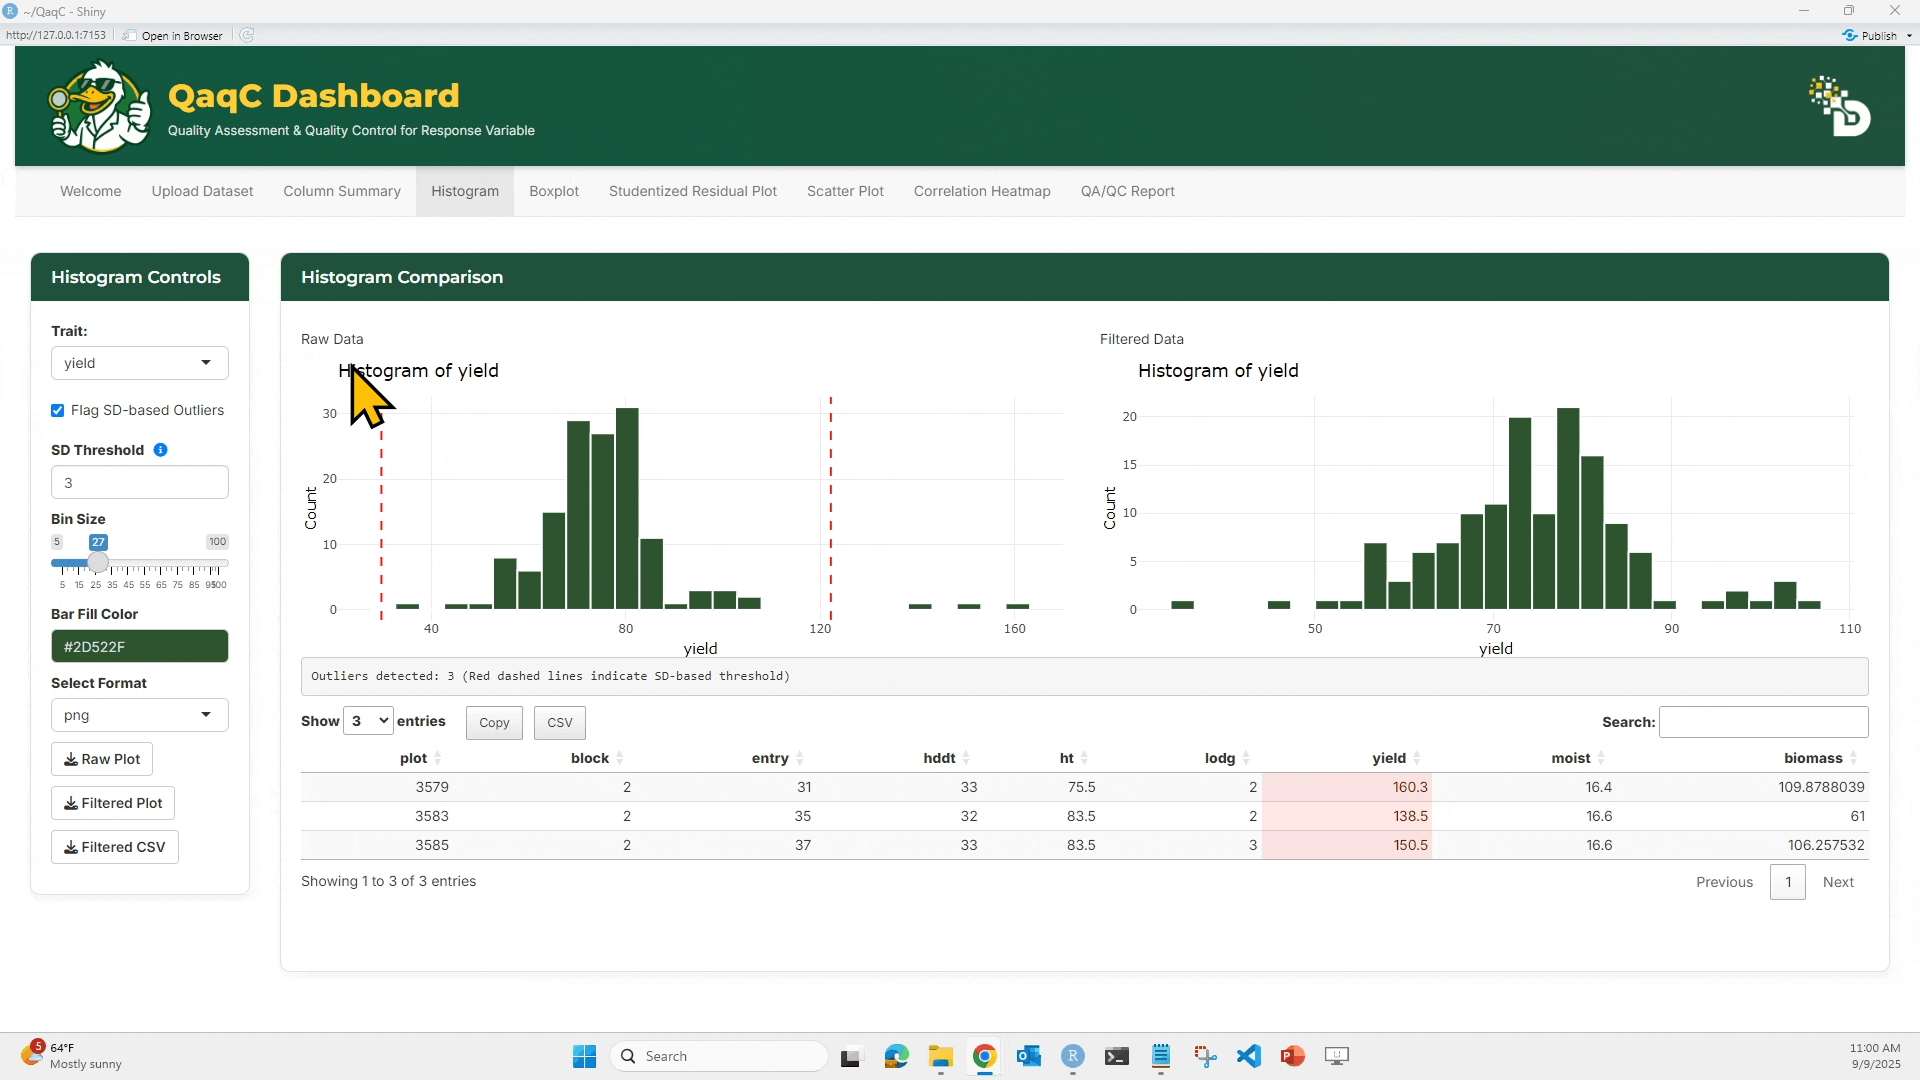 ~/QaqC - Shiny
http://127.0.0.1:7153
Open in Browser
Publish
QaqC Dashboard
Quality Assessment & Quality Control for Response Variable
Welcome
Upload Dataset
Column Summary
Histogram
Boxplot
Studentized Residual Plot
Scatter Plot
Correlation Heatmap
QA/QC Report
Histogram Controls
Trait:
yield
Flag SD-based Outliers
SD Threshold
3
Bin Size
5 27 100
5 15 25 35 45 55 65 75 85 95 100
Bar Fill Color
#2D522F
Select Format
png
Raw Plot
Filtered Plot
Filtered CSV
Histogram Comparison
Raw Data
Histogram of yield
Count
30
20
10
0
40 80 120 160
yield
Filtered Data
Histogram of yield
Count
20
15
10
5
0
50 70 90 110
yield
Outliers detected: 3 (Red dashed lines indicate SD-based threshold)
Show 3 entries Copy CSV Search:
plot block entry hddt ht lodg yield moist biomass
3579 2 31 33 75.5 2 160.3 16.4 109.8788039
3583 2 35 32 83.5 2 138.5 16.6 61
3585 2 37 33 83.5 3 150.5 16.6 106.257532
Showing 1 to 3 of 3 entries
Previous 1 Next
5
64°F
Mostly sunny
Search
11:00 AM
9/9/2025